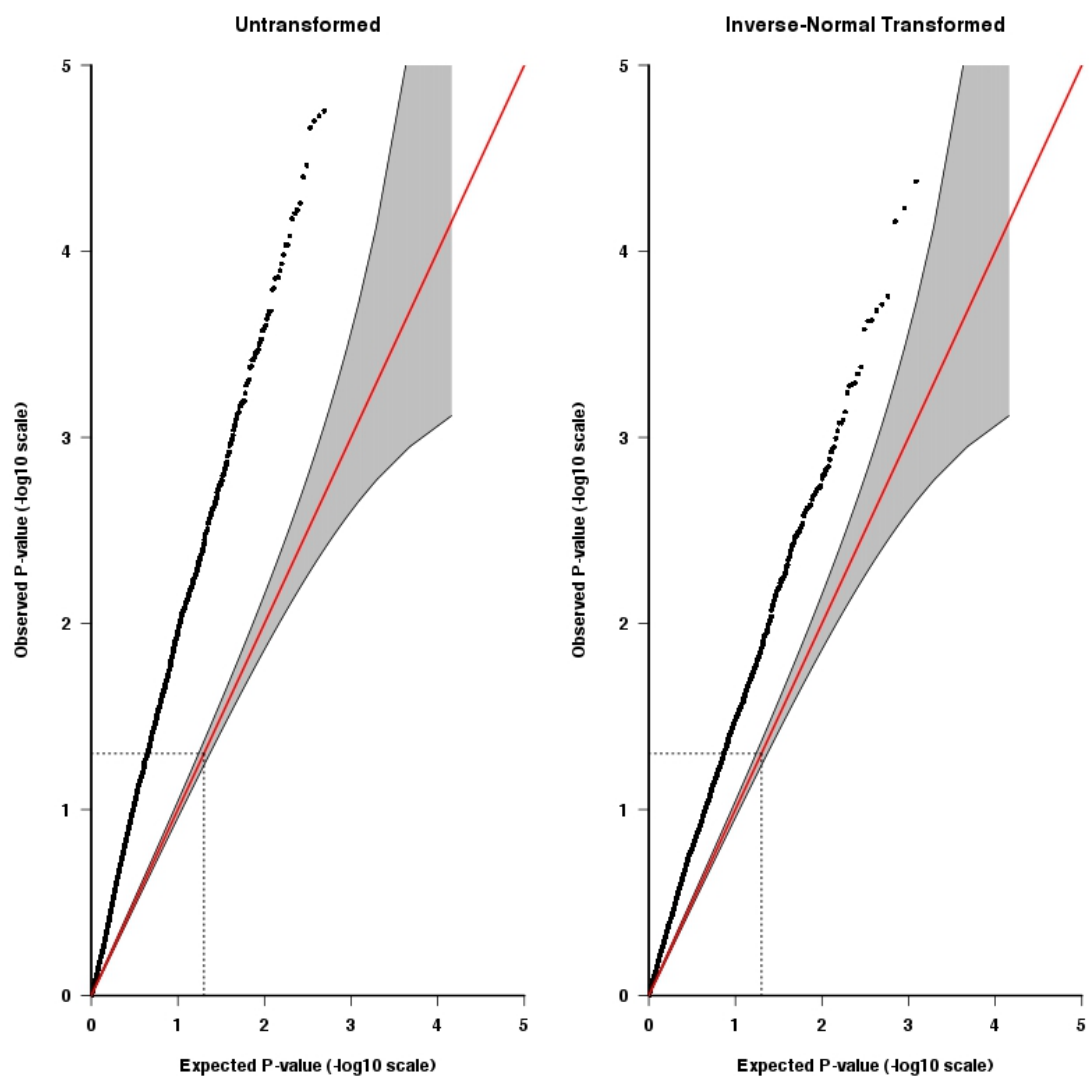 Untransformed
5
4
3
2
1
0
Observed P-value (-log10 scale)
0 1 2 3 4 5
Expected P-value (-log10 scale)
Inverse-Normal Transformed
5
4
3
2
1
0
Observed P-value (-log10 scale)
0 1 2 3 4 5
Expected P-value (-log10 scale)